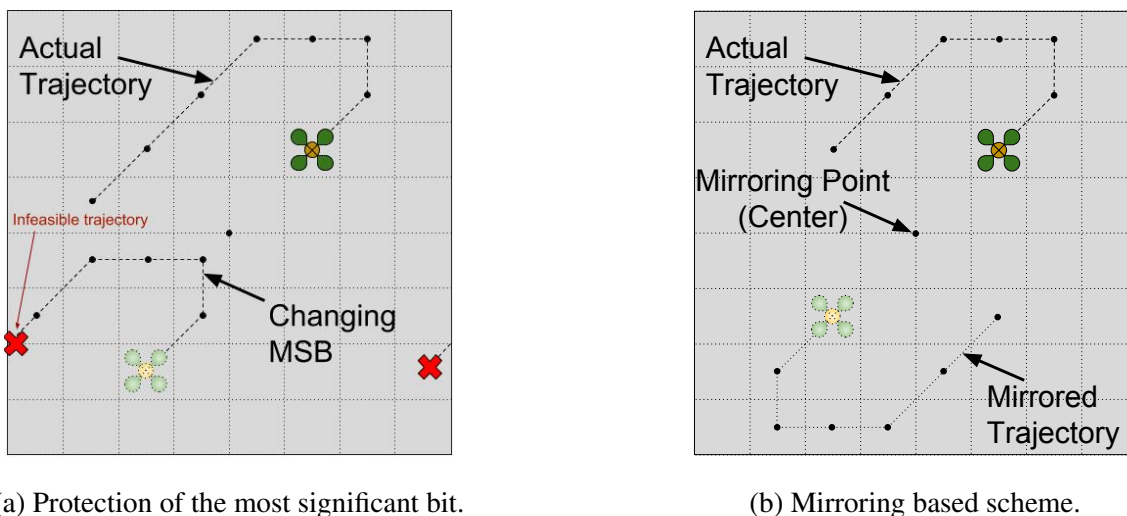 Actual
Trajectory
Infeasible trajectory
Changing
MSB
Actual
Trajectory
Mirroring Point
(Center)
Mirrored
Trajectory
a) Protection of the most significant bit.
(b) Mirroring based scheme.